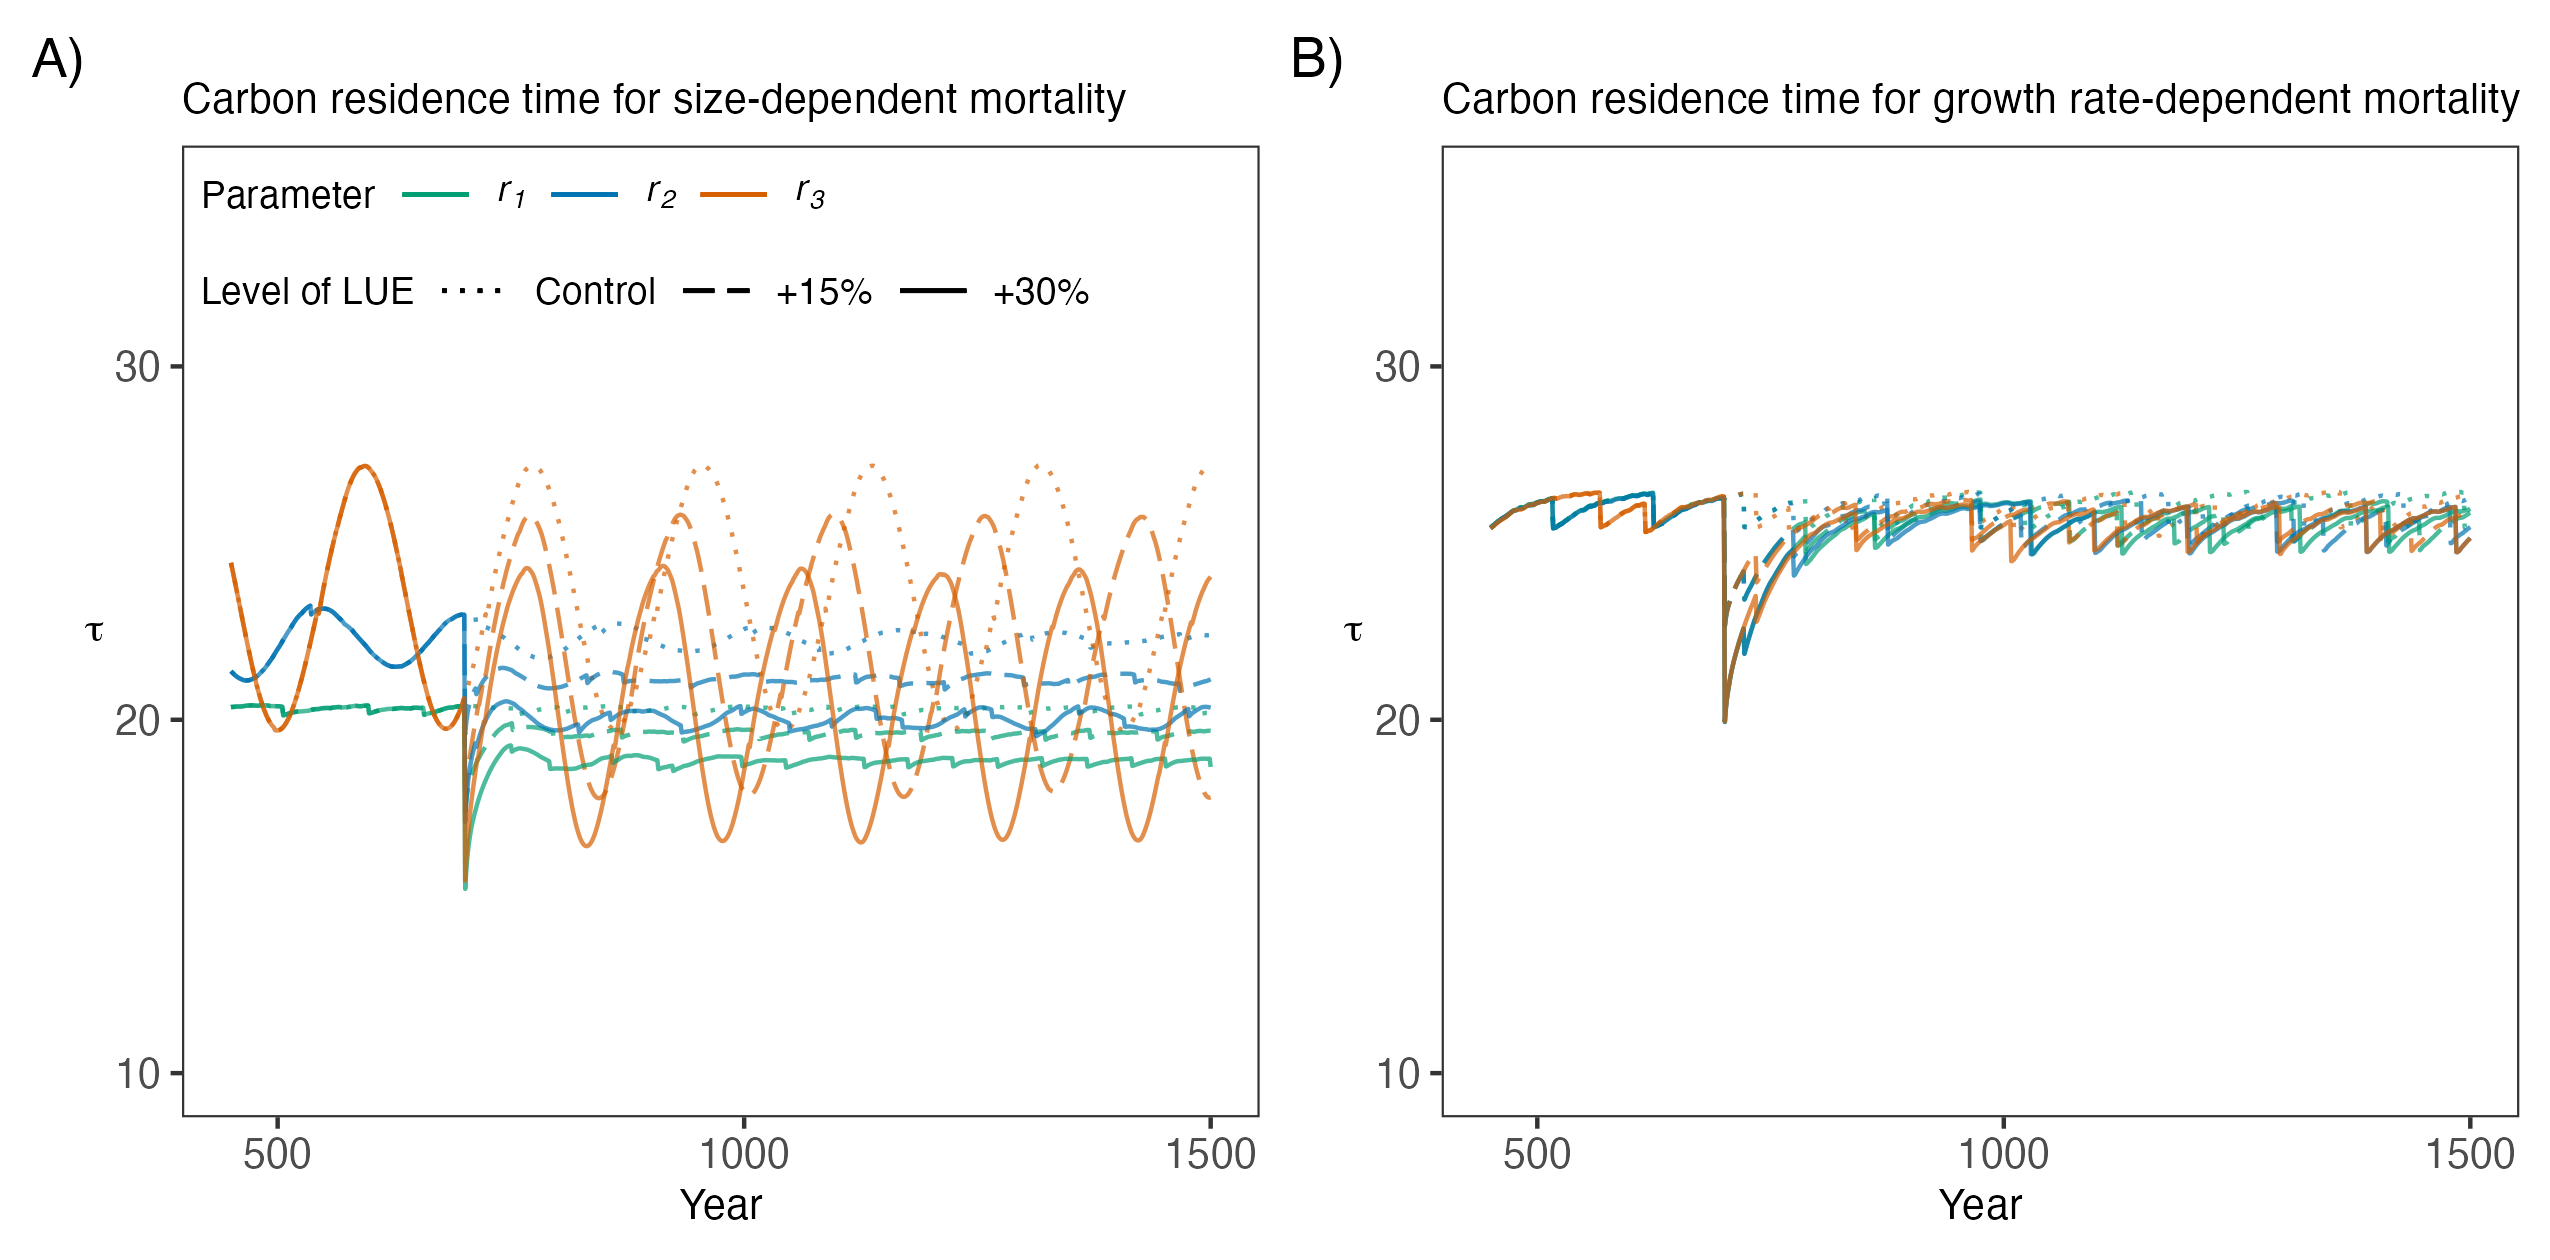 A)
Carbon residence time for size-dependent mortality
Parameter r1 r2 r3
Level of LUE Control +15% +30%
30
20
10
τ
500 1000 1500
Year
B)
Carbon residence time for growth rate-dependent mortality
30
20
10
τ
500 1000 1500
Year